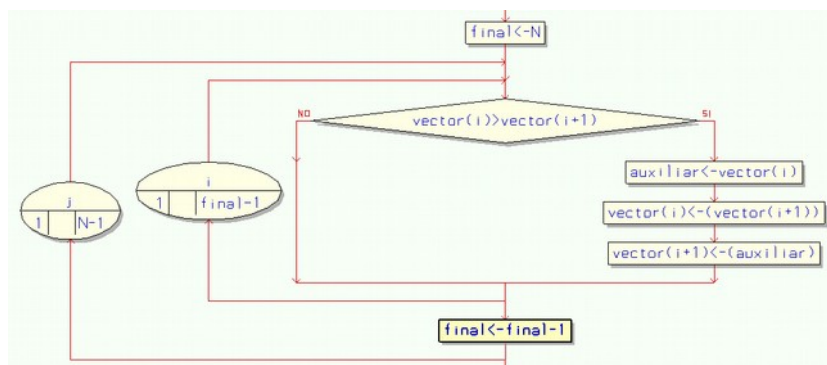 final<-N
NO
vector(i)>vector(i+1)
SI
auxiliar<-vector(i)
i
1 final-1
j
1 N-1
vector(i)<-(vector(i+1))
vector(i+1)<-(auxiliar)
final<-final-1